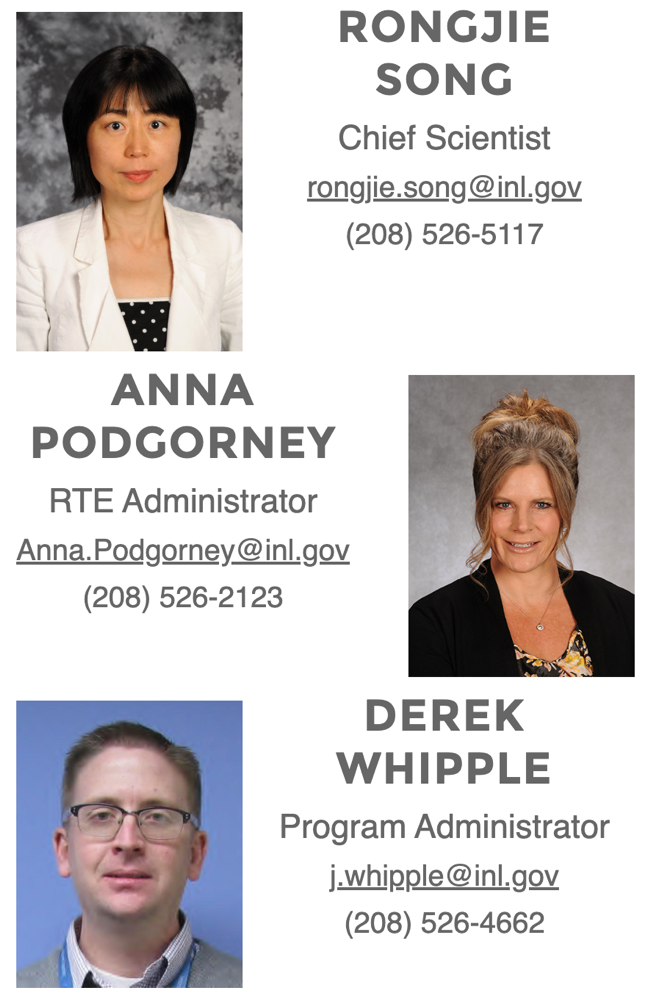 RONGJIE
SONG
Chief Scientist
rongjie.song@inl.gov
(208) 526-5117
ANNA
PODGORNEY
RTE Administrator
Anna.Podgorney@inl.gov
(208) 526-2123
DEREK
WHIPPLE
Program Administrator
j.whipple@inl.gov
(208) 526-4662